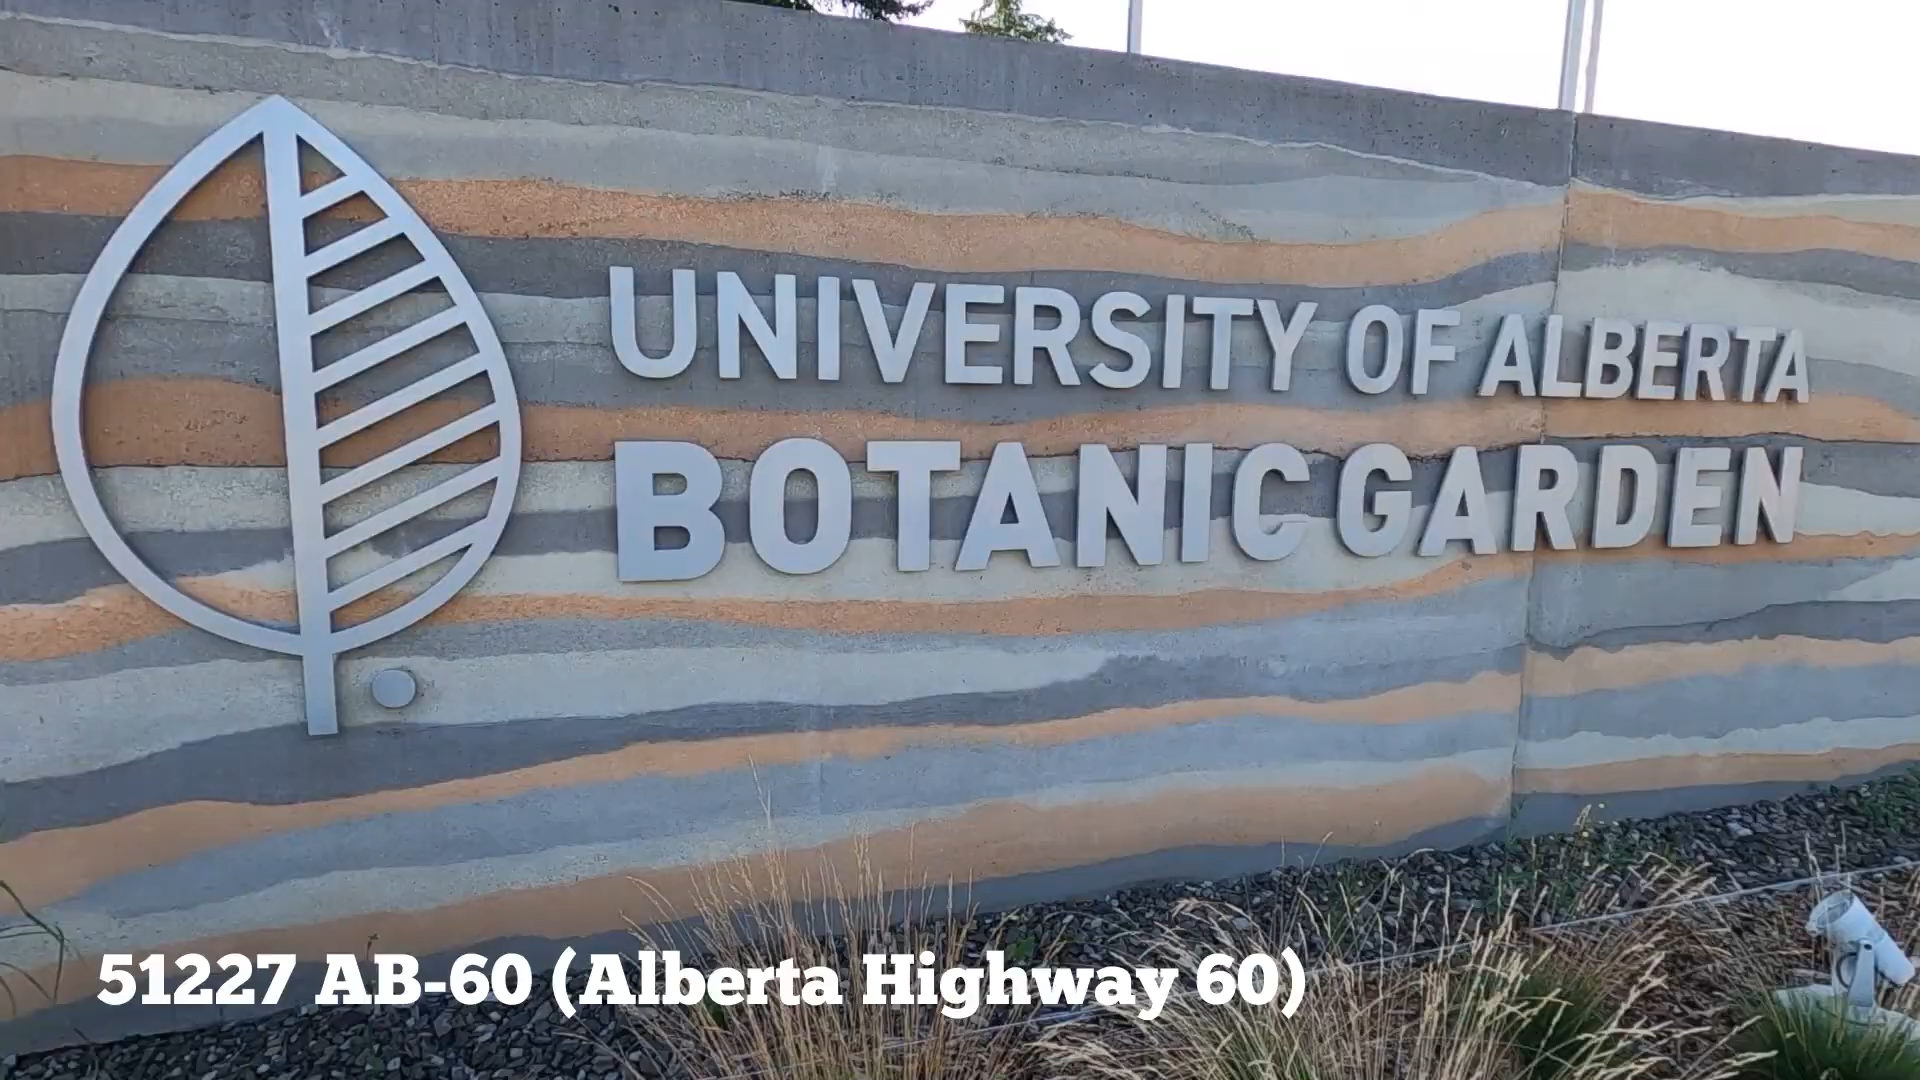 UNIVERSITY OF ALBERTA
BOTANIC GARDEN
51227 AB-60 (Alberta Highway 60)